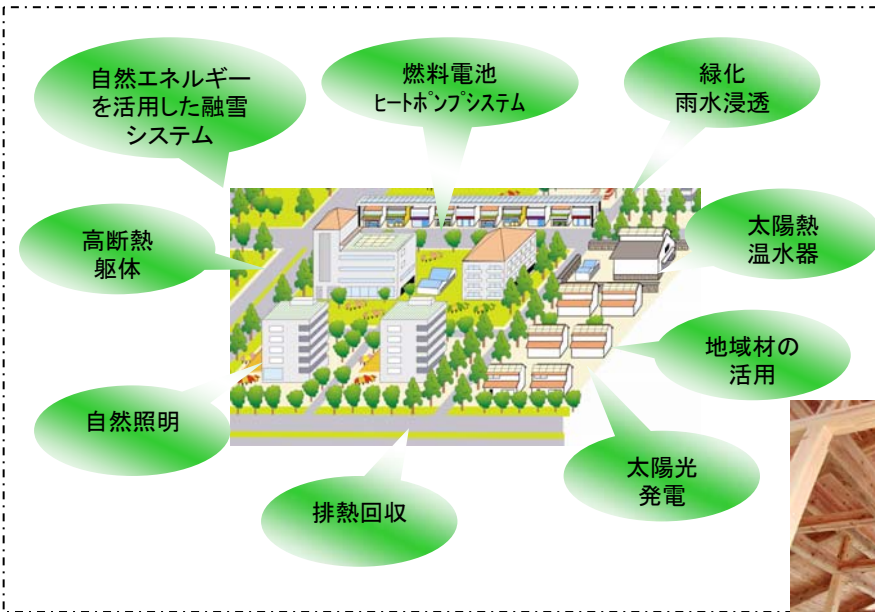 自然エネルギー
を活用した融雪
システム
燃料電池
ﾋｰﾄﾎﾟﾝﾌﾟｼｽﾃﾑ
緑化
雨水浸透
高断熱
躯体
太陽熱
温水器
地域材の
活用
自然照明
太陽光
発電
排熱回収